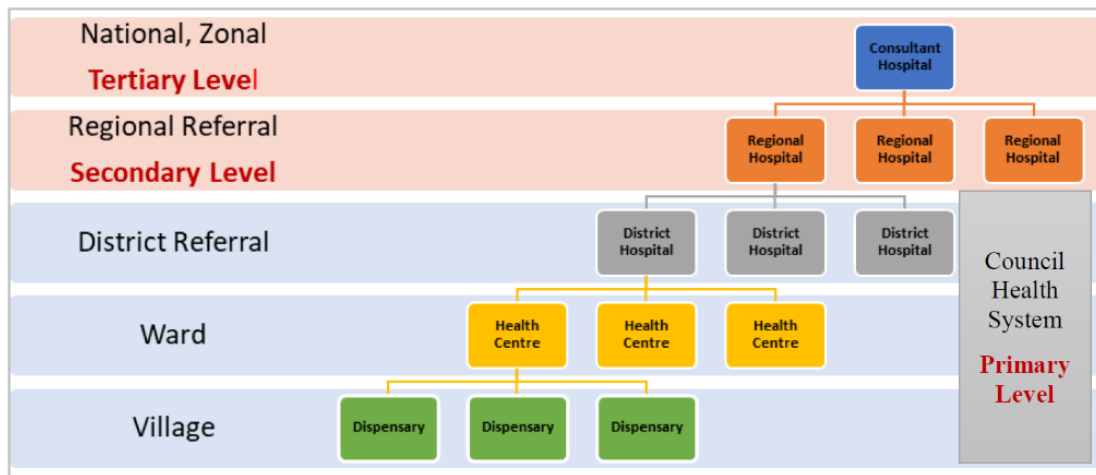 National, Zonal
Tertiary Level
Consultant
Hospital
Regional Referral
Secondary Level
Regional
Hospital
Regional
Hospital
Regional
Hospital
District Referral
District
Hospital
District
Hospital
District
Hospital
Council
Health
System
Primary
Level
Ward
Health
Centre
Health
Centre
Health
Centre
Village
Dispensary
Dispensary
Dispensary